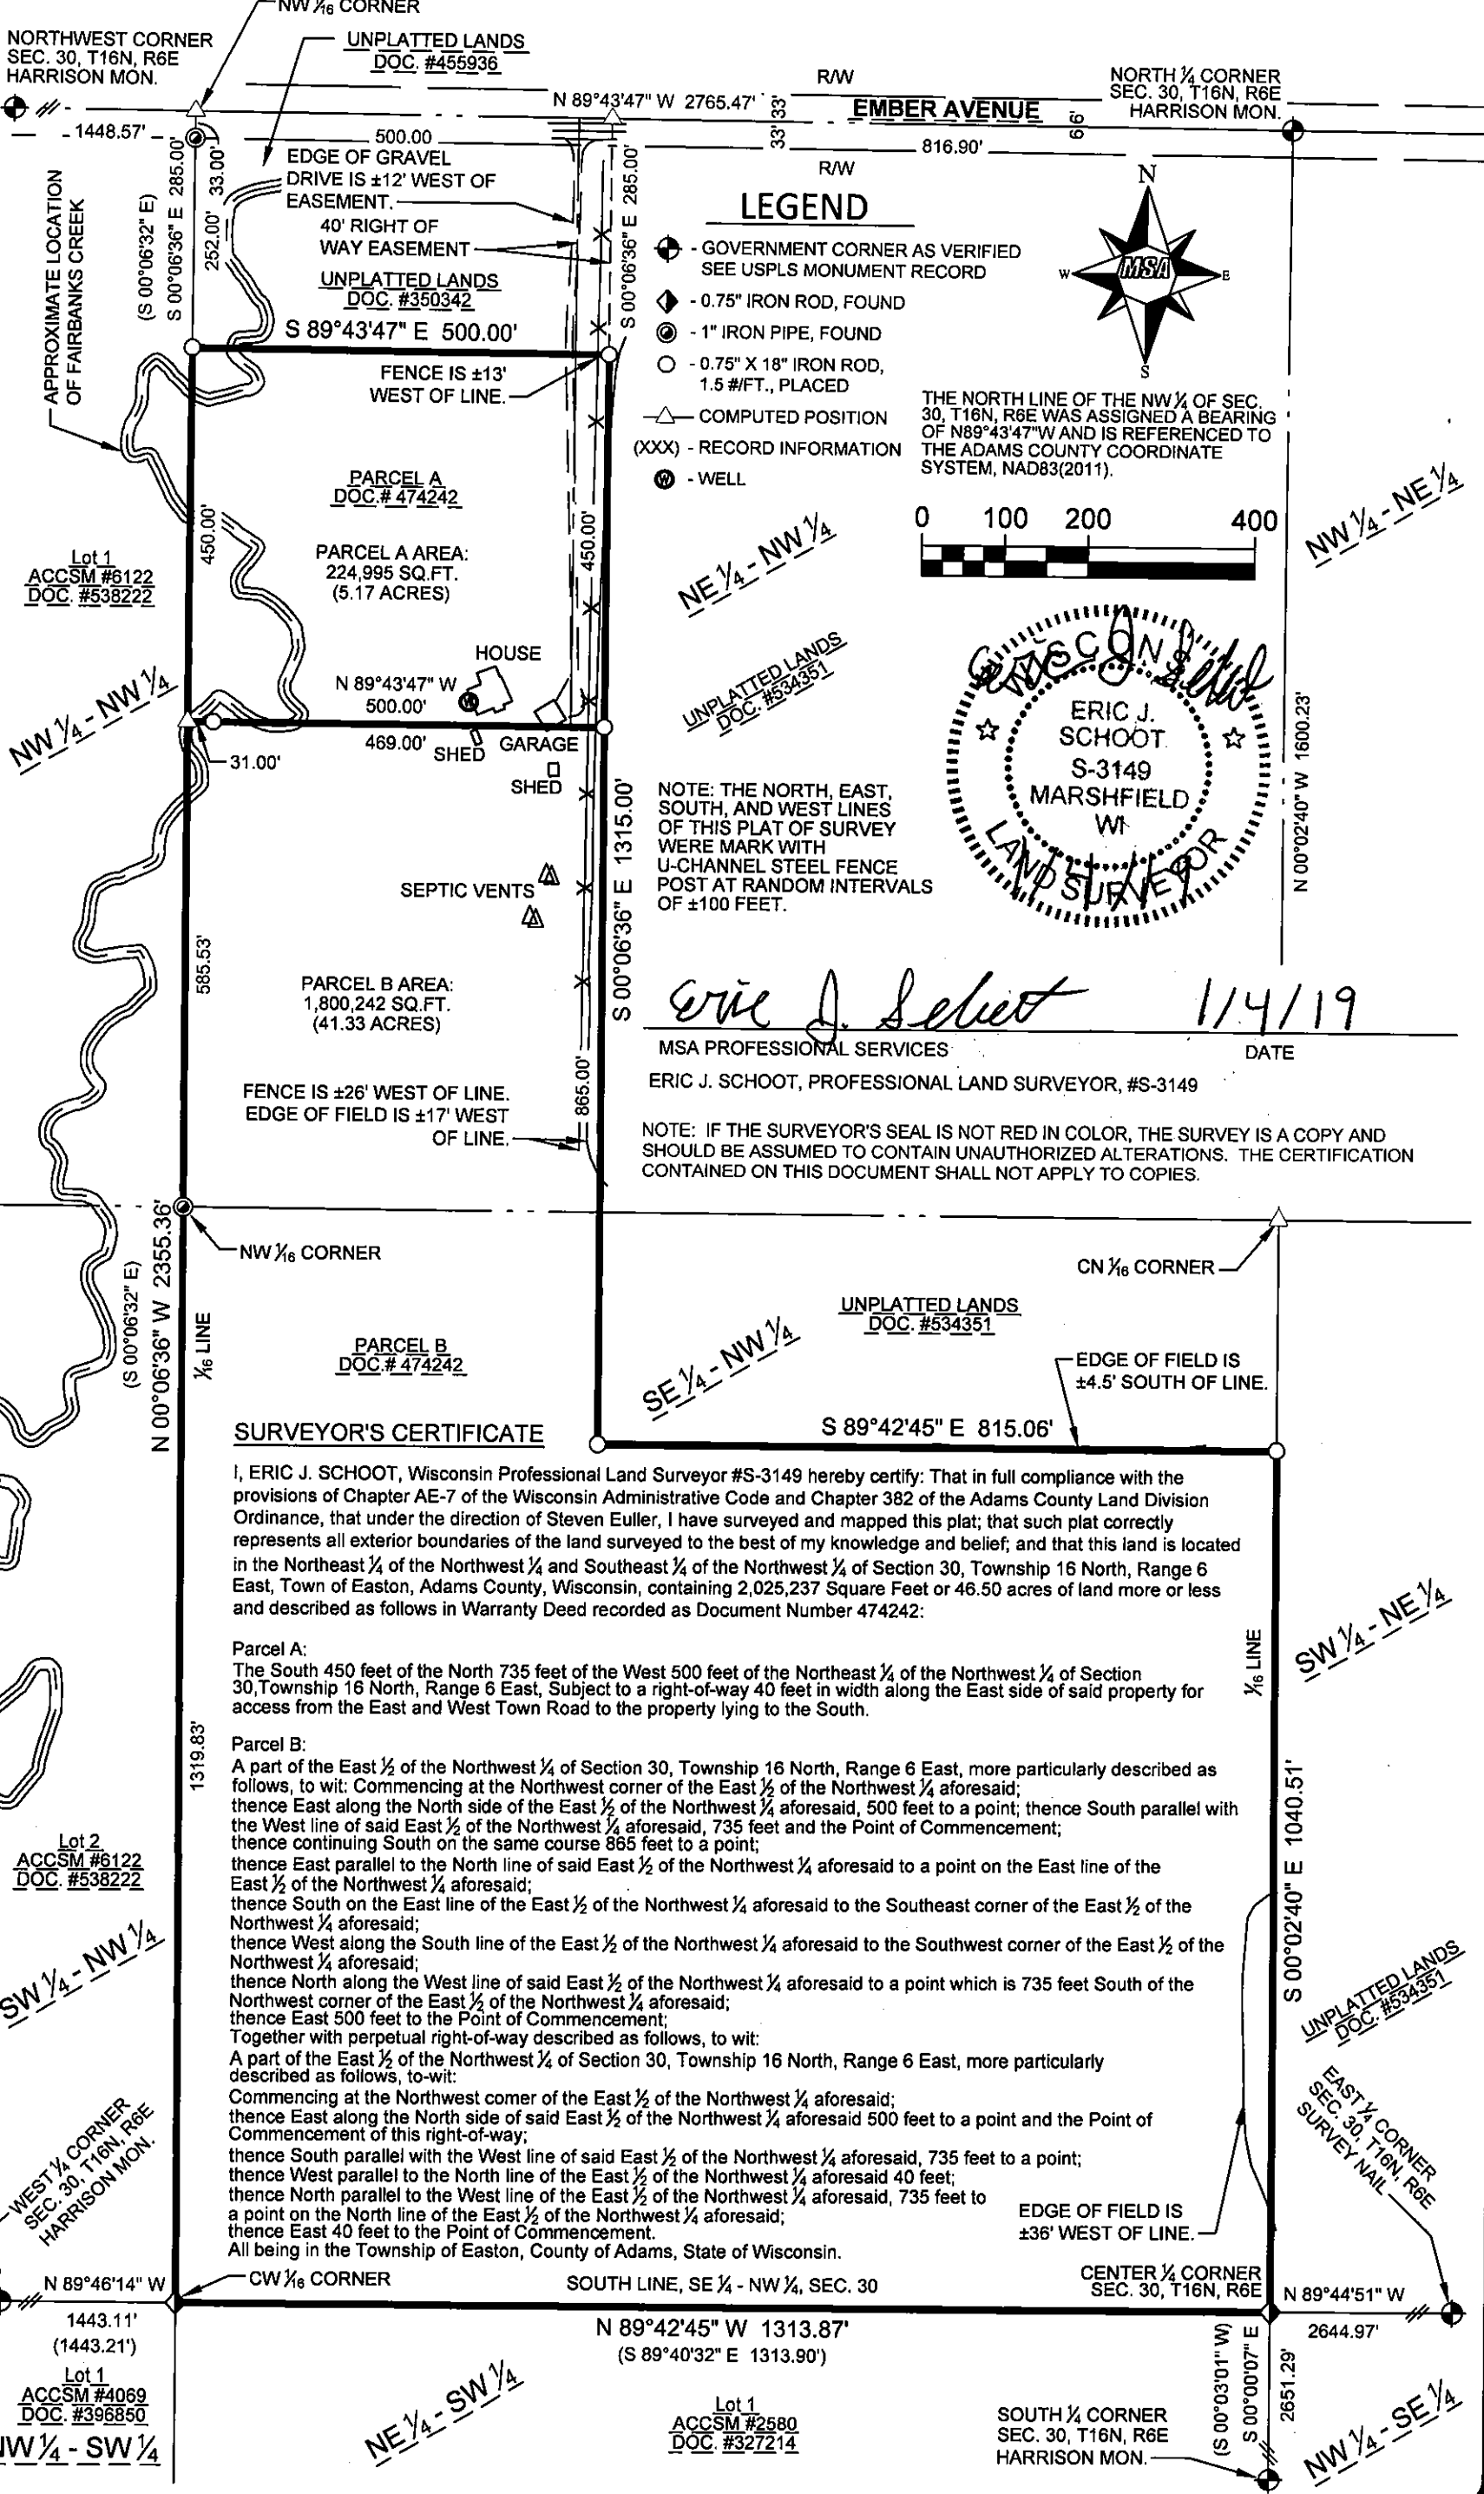 NW 1/16 CORNER
NORTHWEST CORNER
SEC. 30, T16N, R6E
HARRISON MON.
UNPLATTED LANDS
DOC. #455936
R/W
NORTH 1/4 CORNER
SEC. 30, T16N, R6E
HARRISON MON.
N 89°43'47" W 2765.47'
33' 33'
EMBER AVENUE
66'
1448.57'
500.00
816.90'
R/W
(S 00°06'32" E)
S 00°06'36" E 285.00'
33.00'
252.00'
EDGE OF GRAVEL
DRIVE IS ±12' WEST OF
EASEMENT.
40' RIGHT OF
WAY EASEMENT
UNPLATTED LANDS
DOC. #350342
S 00°06'36" E 285.00'
APPROXIMATE LOCATION
OF FAIRBANKS CREEK
S 89°43'47" E 500.00'
FENCE IS ±13'
WEST OF LINE.
LEGEND
- GOVERNMENT CORNER AS VERIFIED
SEE USPLS MONUMENT RECORD
- 0.75" IRON ROD, FOUND
- 1" IRON PIPE, FOUND
- 0.75" X 18" IRON ROD,
1.5 #/FT., PLACED
- COMPUTED POSITION
(XXX) - RECORD INFORMATION
W - WELL
N
W MSA E
S
THE NORTH LINE OF THE NW 1/4 OF SEC.
30, T16N, R6E WAS ASSIGNED A BEARING
OF N89°43'47"W AND IS REFERENCED TO
THE ADAMS COUNTY COORDINATE
SYSTEM, NAD83(2011).
0 100 200 400
NW 1/4 - NE 1/4
PARCEL A
DOC.# 474242
PARCEL A AREA:
224,995 SQ.FT.
(5.17 ACRES)
450.00'
450.00'
Lot 1
ACCSM #6122
DOC. #538222
NW 1/4 - NW 1/4
NE 1/4 - NW 1/4
UNPLATTED LANDS
DOC. #534351
HOUSE
W
N 89°43'47" W
500.00'
469.00'
SHED
GARAGE
SHED
31.00'
WISCONSIN
ERIC J.
SCHOOT
S-3149
MARSHFIELD
WI
LAND SURVEYOR
1/4/19
N 00°02'40" W 1600.23'
NOTE: THE NORTH, EAST,
SOUTH, AND WEST LINES
OF THIS PLAT OF SURVEY
WERE MARK WITH
U-CHANNEL STEEL FENCE
POST AT RANDOM INTERVALS
OF ±100 FEET.
S 00°06'36" E 1315.00'
SEPTIC VENTS
585.53'
PARCEL B AREA:
1,800,242 SQ.FT.
(41.33 ACRES)
865.00'
FENCE IS ±26' WEST OF LINE.
EDGE OF FIELD IS ±17' WEST
OF LINE.
1/4/19
MSA PROFESSIONAL SERVICES
DATE
ERIC J. SCHOOT, PROFESSIONAL LAND SURVEYOR, #S-3149
NOTE: IF THE SURVEYOR'S SEAL IS NOT RED IN COLOR, THE SURVEY IS A COPY AND
SHOULD BE ASSUMED TO CONTAIN UNAUTHORIZED ALTERATIONS. THE CERTIFICATION
CONTAINED ON THIS DOCUMENT SHALL NOT APPLY TO COPIES.
NW 1/16 CORNER
CN 1/16 CORNER
(S 00°06'32" E)
N 00°06'36" W 2355.36'
1/16 LINE
PARCEL B
DOC.# 474242
UNPLATTED LANDS
DOC. #534351
SE 1/4 - NW 1/4
EDGE OF FIELD IS
±4.5' SOUTH OF LINE.
S 89°42'45" E 815.06'
SURVEYOR'S CERTIFICATE
I, ERIC J. SCHOOT, Wisconsin Professional Land Surveyor #S-3149 hereby certify: That in full compliance with the
provisions of Chapter AE-7 of the Wisconsin Administrative Code and Chapter 382 of the Adams County Land Division
Ordinance, that under the direction of Steven Euller, I have surveyed and mapped this plat; that such plat correctly
represents all exterior boundaries of the land surveyed to the best of my knowledge and belief; and that this land is located
in the Northeast 1/4 of the Northwest 1/4 and Southeast 1/4 of the Northwest 1/4 of Section 30, Township 16 North, Range 6
East, Town of Easton, Adams County, Wisconsin, containing 2,025,237 Square Feet or 46.50 acres of land more or less
and described as follows in Warranty Deed recorded as Document Number 474242:
Parcel A:
The South 450 feet of the North 735 feet of the West 500 feet of the Northeast 1/4 of the Northwest 1/4 of Section
30,Township 16 North, Range 6 East, Subject to a right-of-way 40 feet in width along the East side of said property for
access from the East and West Town Road to the property lying to the South.
Parcel B:
A part of the East 1/2 of the Northwest 1/4 of Section 30, Township 16 North, Range 6 East, more particularly described as
follows, to wit: Commencing at the Northwest corner of the East 1/2 of the Northwest 1/4 aforesaid;
thence East along the North side of the East 1/2 of the Northwest 1/4 aforesaid, 500 feet to a point; thence South parallel with
the West line of said East 1/2 of the Northwest 1/4 aforesaid, 735 feet and the Point of Commencement;
thence continuing South on the same course 865 feet to a point;
thence East parallel to the North line of said East 1/2 of the Northwest 1/4 aforesaid to a point on the East line of the
East 1/2 of the Northwest 1/4 aforesaid;
thence South on the East line of the East 1/2 of the Northwest 1/4 aforesaid to the Southeast corner of the East 1/2 of the
Northwest 1/4 aforesaid;
thence West along the South line of the East 1/2 of the Northwest 1/4 aforesaid to the Southwest corner of the East 1/2 of the
Northwest 1/4 aforesaid;
thence North along the West line of said East 1/2 of the Northwest 1/4 aforesaid to a point which is 735 feet South of the
Northwest corner of the East 1/2 of the Northwest 1/4 aforesaid;
thence East 500 feet to the Point of Commencement;
Together with perpetual right-of-way described as follows, to wit:
A part of the East 1/2 of the Northwest 1/4 of Section 30, Township 16 North, Range 6 East, more particularly
described as follows, to-wit:
Commencing at the Northwest corner of the East 1/2 of the Northwest 1/4 aforesaid;
thence East along the North side of said East 1/2 of the Northwest 1/4 aforesaid 500 feet to a point and the Point of
Commencement of this right-of-way;
thence South parallel with the West line of said East 1/2 of the Northwest 1/4 aforesaid, 735 feet to a point;
thence West parallel to the North line of the East 1/2 of the Northwest 1/4 aforesaid 40 feet;
thence North parallel to the West line of the East 1/2 of the Northwest 1/4 aforesaid, 735 feet to
a point on the North line of the East 1/2 of the Northwest 1/4 aforesaid;
thence East 40 feet to the Point of Commencement.
All being in the Township of Easton, County of Adams, State of Wisconsin.
1319.83'
Lot 2
ACCSM #6122
DOC. #538222
SW 1/4 - NW 1/4
WEST 1/4 CORNER
SEC. 30, T16N, R6E
HARRISON MON.
SW 1/4 - NE 1/4
1/16 LINE
S 00°02'40" E 1040.51'
UNPLATTED LANDS
DOC. #534351
EAST 1/4 CORNER
SEC. 30, T16N, R6E
SURVEY NAIL
EDGE OF FIELD IS
±36' WEST OF LINE.
N 89°46'14" W
CW 1/16 CORNER
SOUTH LINE, SE 1/4 - NW 1/4, SEC. 30
CENTER 1/4 CORNER
SEC. 30, T16N, R6E
N 89°44'51" W
1443.11'
(1443.21')
N 89°42'45" W 1313.87'
(S 89°40'32" E 1313.90')
2644.97'
Lot 1
ACCSM #4069
DOC. #396850
NW 1/4 - SW 1/4
NE 1/4 - SW 1/4
Lot 1
ACCSM #2580
DOC. #327214
SOUTH 1/4 CORNER
SEC. 30, T16N, R6E
HARRISON MON.
(S 00°03'01" W)
S 00°00'07" E
2651.29'
NW 1/4 - SE 1/4